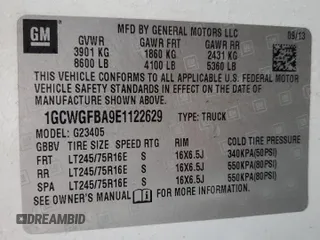 GM
MFD BY GENERAL MOTORS LLC
09/13
GVWR GAWR FRT GAWR RR
3901 KG 1860 KG 2431 KG
8600 LB 4100 LB 5360 LB
THIS VEHICLE CONFORMS TO ALL APPLICABLE U.S. FEDERAL MOTOR
VEHICLE SAFETY STANDARDS IN EFFECT ON THE DATE OF
MANUFACTURE SHOWN ABOVE.
1GCWGFBA9E1122629 TYPE: TRUCK
MODEL: G23405
GBBV TIRE SIZE SPEED RTG RIM COLD TIRE PRESSURE
FRT LT245/75R16E S 16X6.5J 340KPA(50PSI)
RR LT245/75R16E S 16X6.5J 550KPA(80PSI)
SPA LT245/75R16E S 16X6.5J 550KPA(80PSI)
SEE OWNER'S MANUAL FOR ADDITIONAL INFORMATION.
DREAMBID